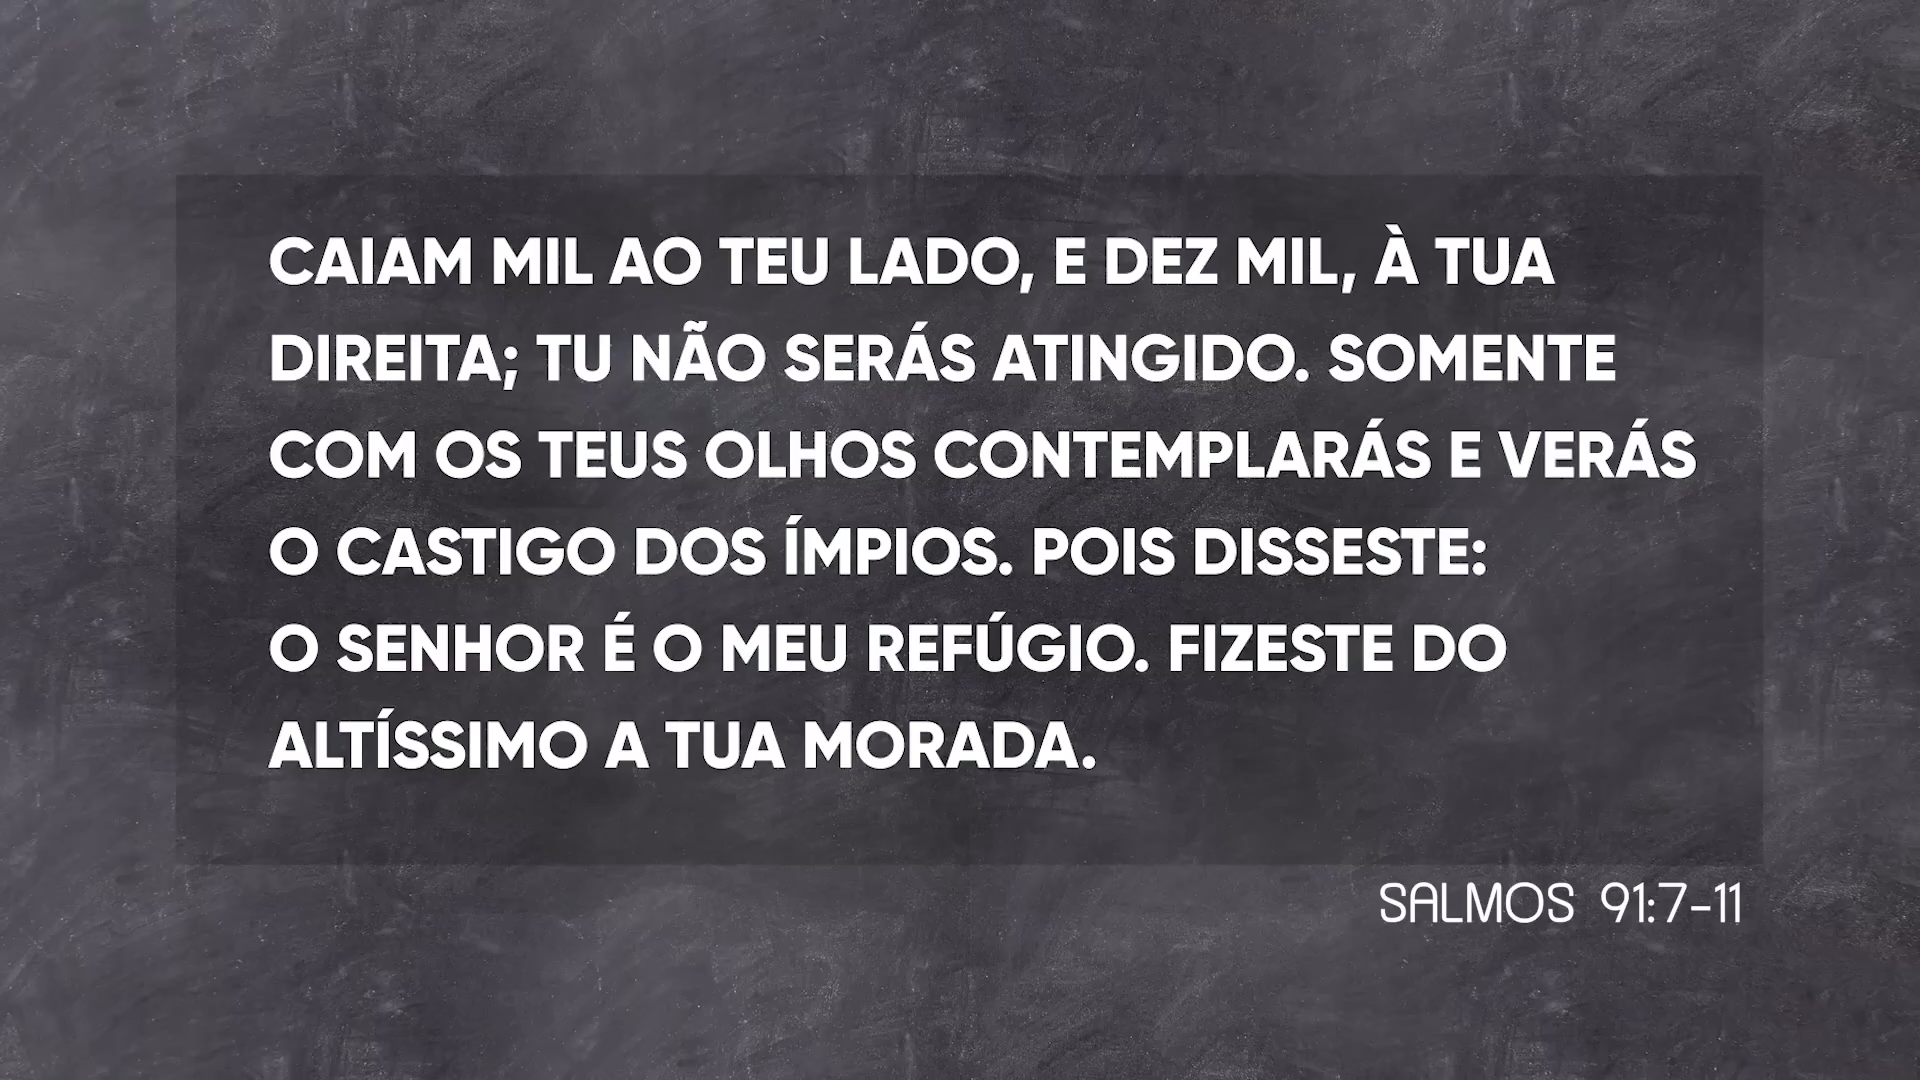 CAIAM MIL AO TEU LADO, E DEZ MIL, À TUA
DIREITA; TU NÃO SERÁS ATINGIDO. SOMENTE
COM OS TEUS OLHOS CONTEMPLARÁS E VERÁS
O CASTIGO DOS ÍMPIOS. POIS DISSESTE:
O SENHOR É O MEU REFÚGIO. FIZESTE DO
ALTÍSSIMO A TUA MORADA.
SALMOS 91:7-11